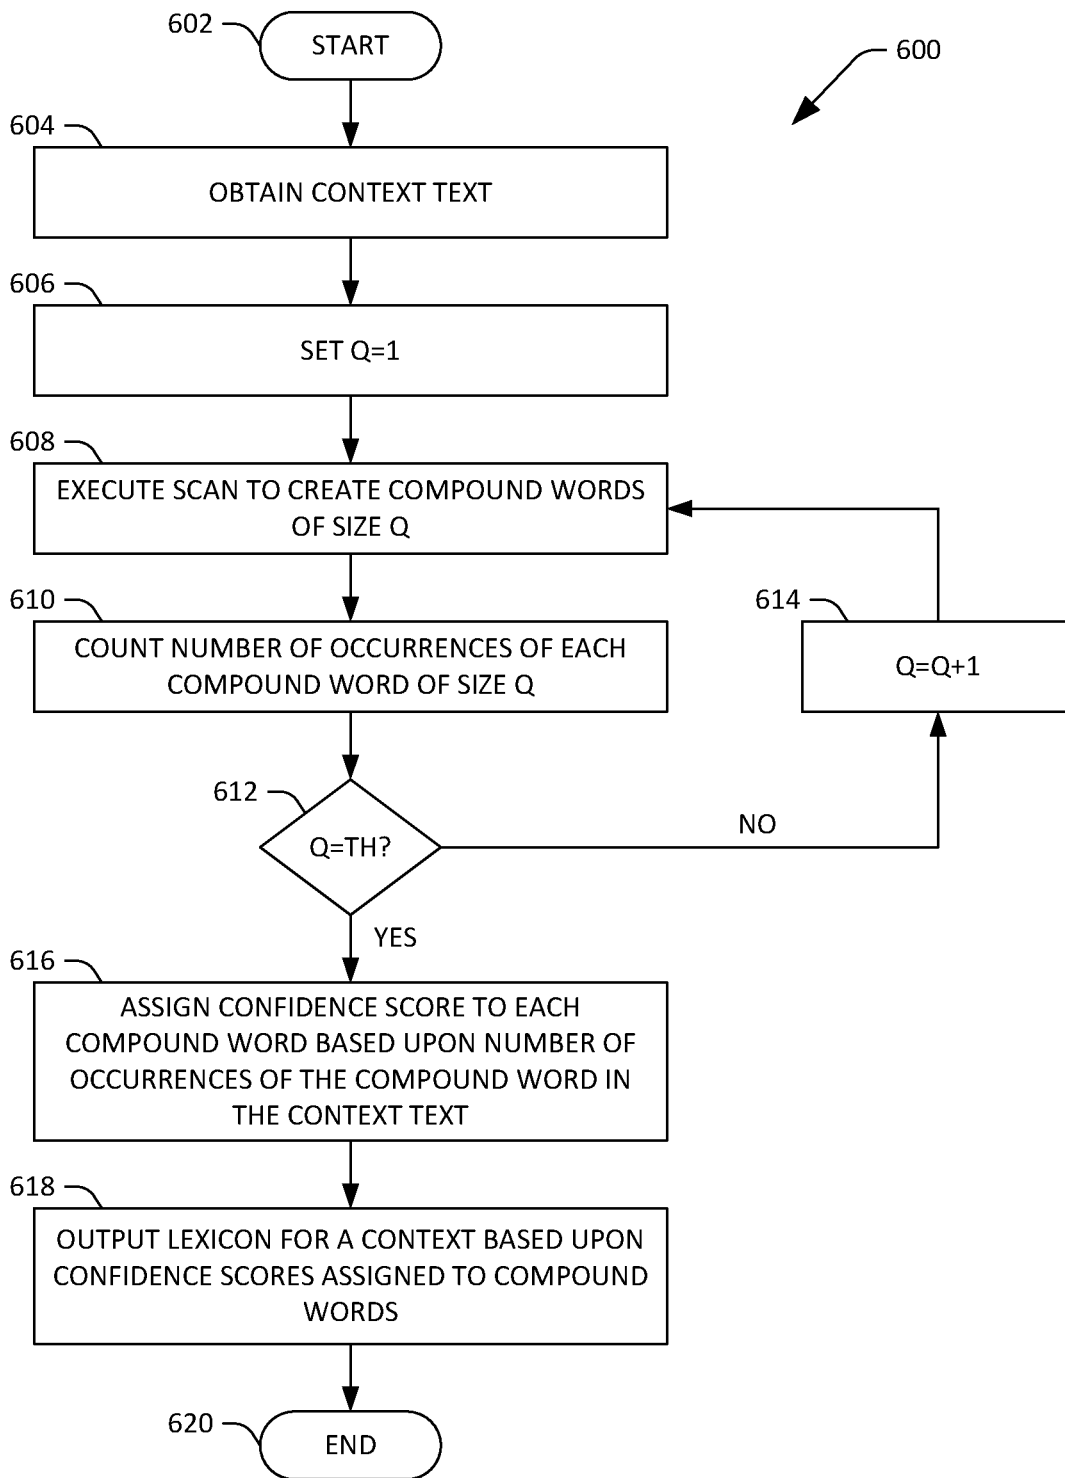 602
START
600
604
OBTAIN CONTEXT TEXT
606
SET Q=1
608
EXECUTE SCAN TO CREATE COMPOUND WORDS
OF SIZE Q
610
COUNT NUMBER OF OCCURRENCES OF EACH
COMPOUND WORD OF SIZE Q
614
Q=Q+1
612
Q=TH?
NO
YES
616
ASSIGN CONFIDENCE SCORE TO EACH
COMPOUND WORD BASED UPON NUMBER OF
OCCURRENCES OF THE COMPOUND WORD IN
THE CONTEXT TEXT
618
OUTPUT LEXICON FOR A CONTEXT BASED UPON
CONFIDENCE SCORES ASSIGNED TO COMPOUND
WORDS
620
END